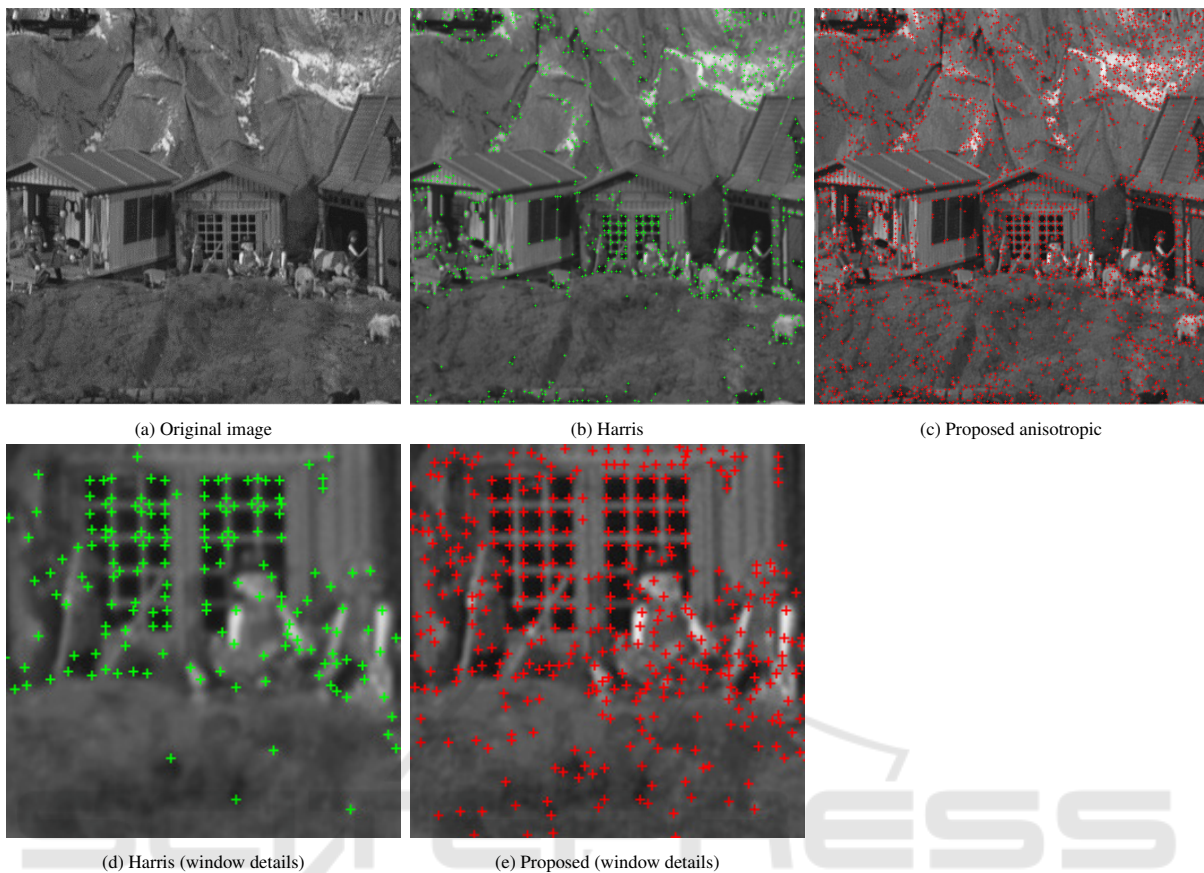 (a) Original image
(b) Harris
(c) Proposed anisotropic
(d) Harris (window details)
(e) Proposed (window details)